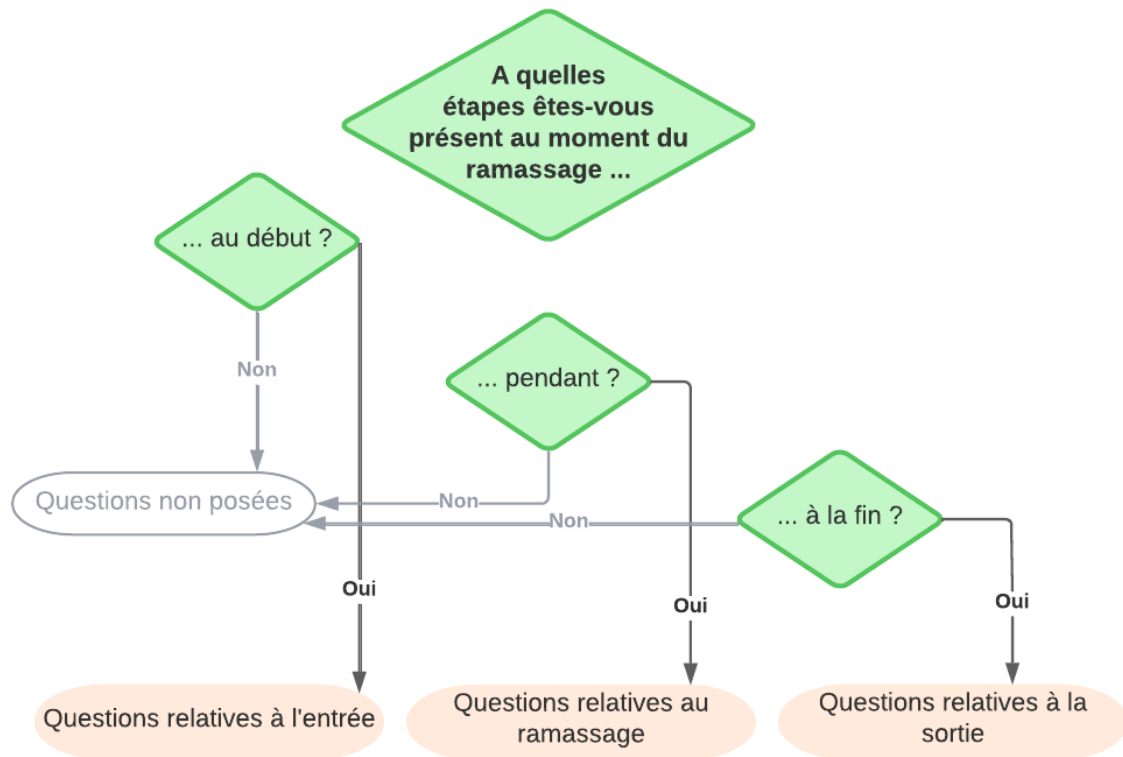 A quelles
étapes êtes-vous
présent au moment du
ramassage ...
... au début ?
Non
... pendant ?
Questions non posées
Non
Non
... à la fin ?
Oui
Oui
Oui
Questions relatives à l'entrée
Questions relatives au
ramassage
Questions relatives à la
sortie